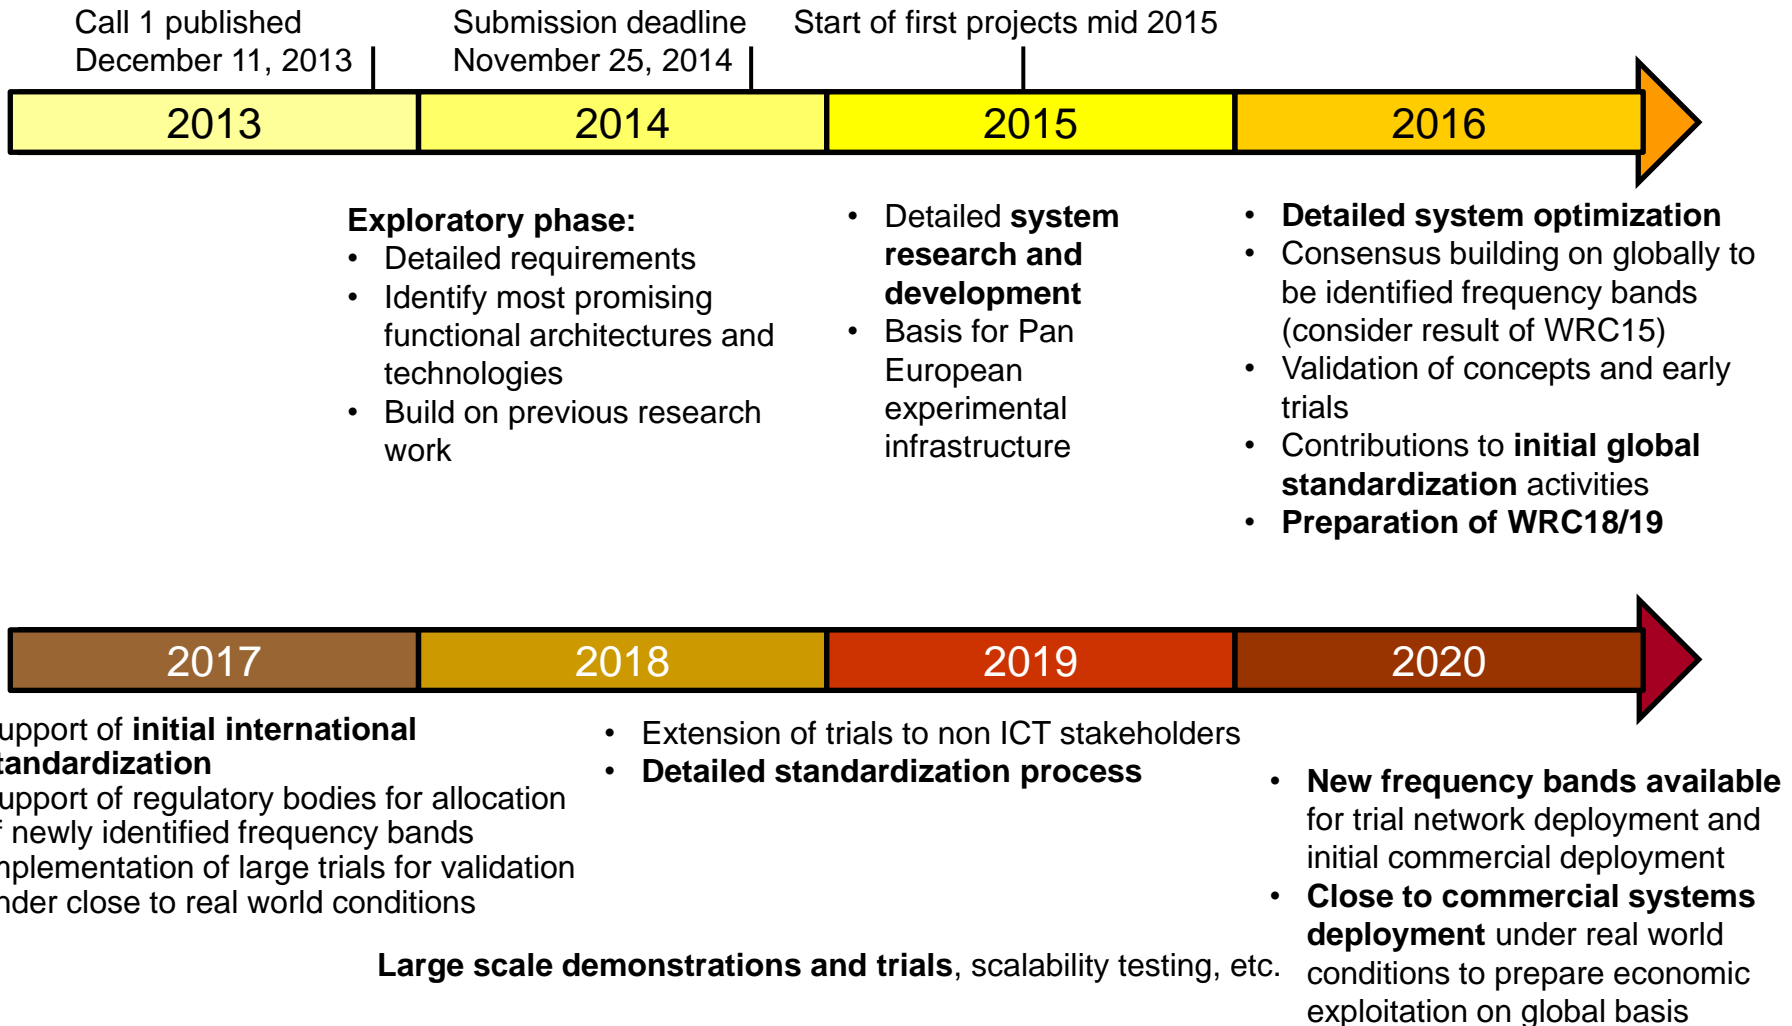 Call 1 published
December 11, 2013
Submission deadline
November 25, 2014
Start of first projects mid 2015
2013
2014
2015
2016
Exploratory phase:
• Detailed requirements
• Identify most promising
functional architectures and
technologies
• Build on previous research
work
• Detailed system
research and
development
• Basis for Pan
European
experimental
infrastructure
• Detailed system optimization
• Consensus building on globally to
be identified frequency bands
(consider result of WRC15)
• Validation of concepts and early
trials
• Contributions to initial global
standardization activities
• Preparation of WRC18/19
2017
2018
2019
2020
upport of initial international
tandardization
upport of regulatory bodies for allocation
f newly identified frequency bands
mplementation of large trials for validation
nder close to real world conditions
• Extension of trials to non ICT stakeholders
• Detailed standardization process
• New frequency bands available
for trial network deployment and
initial commercial deployment
• Close to commercial systems
deployment under real world
conditions to prepare economic
exploitation on global basis
Large scale demonstrations and trials, scalability testing, etc.